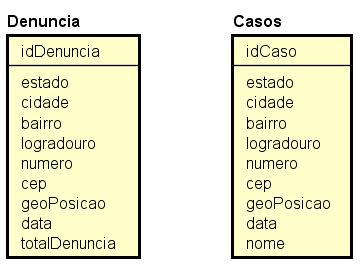 Denuncia
idDenuncia
estado
cidade
bairro
logradouro
numero
cep
geoPosicao
data
totalDenuncia
Casos
idCaso
estado
cidade
bairro
logradouro
numero
cep
geoPosicao
data
nome